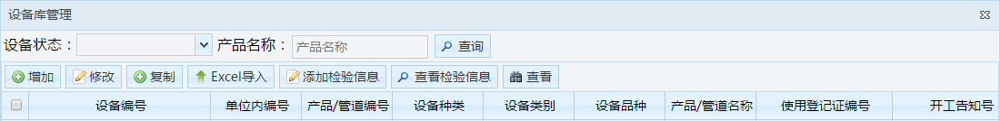 设备库管理
设备状态： 产品名称： 产品名称 查询
增加 修改 复制 Excel导入 添加检验信息 查看检验信息 查看
设备编号 单位内编号 产品/管道编号 设备种类 设备类别 设备品种 产品/管道名称 使用登记证编号 开工告知号